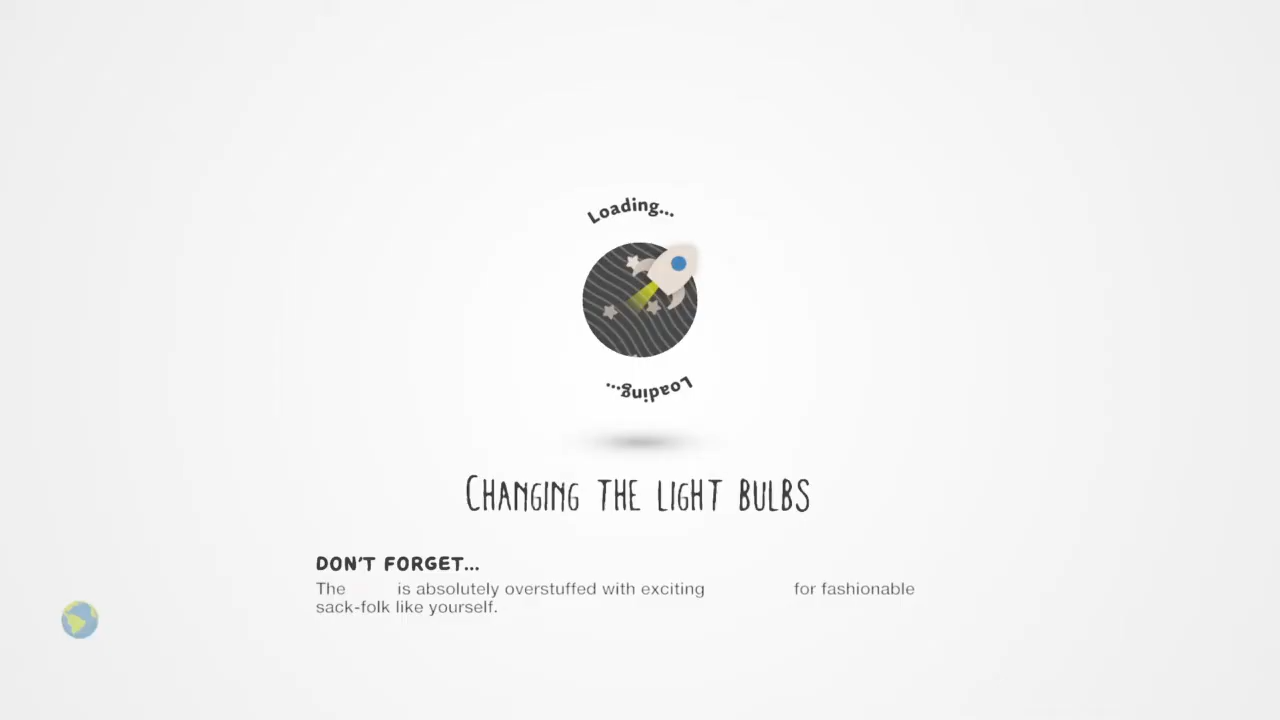 Loading...
Loading...
CHANGING THE LIGHT BULBS
DON'T FORGET...
The is absolutely overstuffed with exciting for fashionable
sack-folk like yourself.